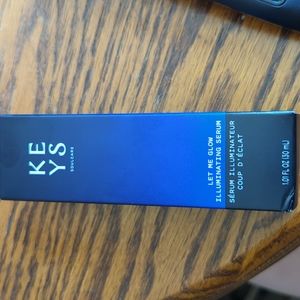 KE
YS
SOULCARE
LET ME GLOW
ILLUMINATING SERUM
SÉRUM ILLUMINATEUR
COUP D'ÉCLAT
1.01 FL OZ (30 mL)